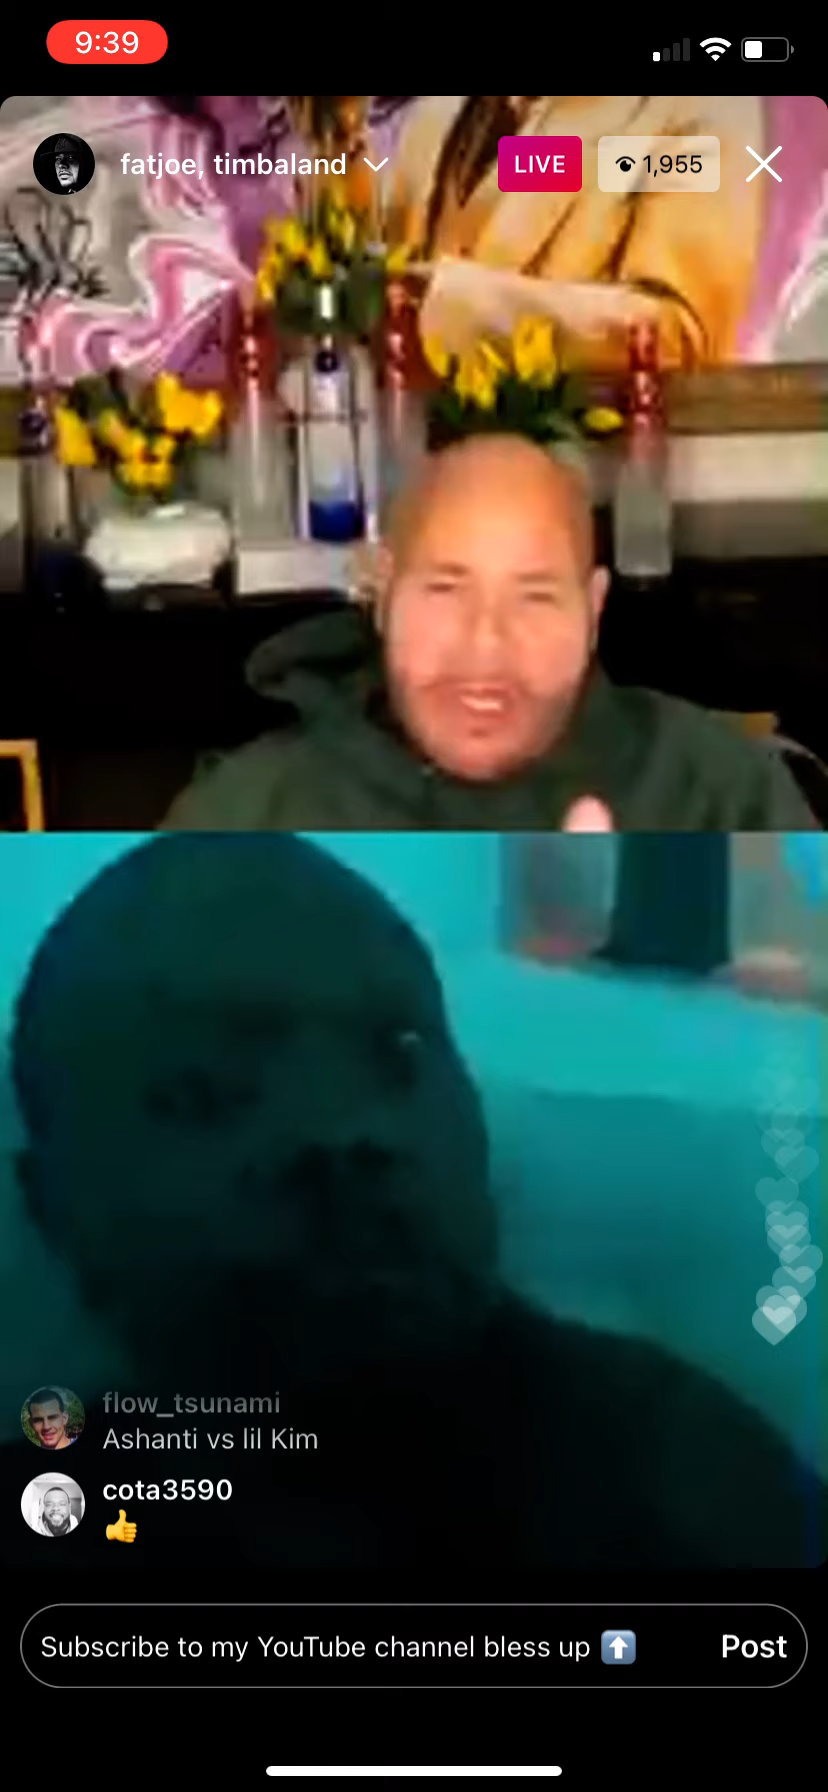 9:39
fatjoe, timbaland
LIVE
1,955
flow_tsunami
Ashanti vs lil Kim
cota3590
👍
Subscribe to my YouTube channel bless up ⬆️
Post